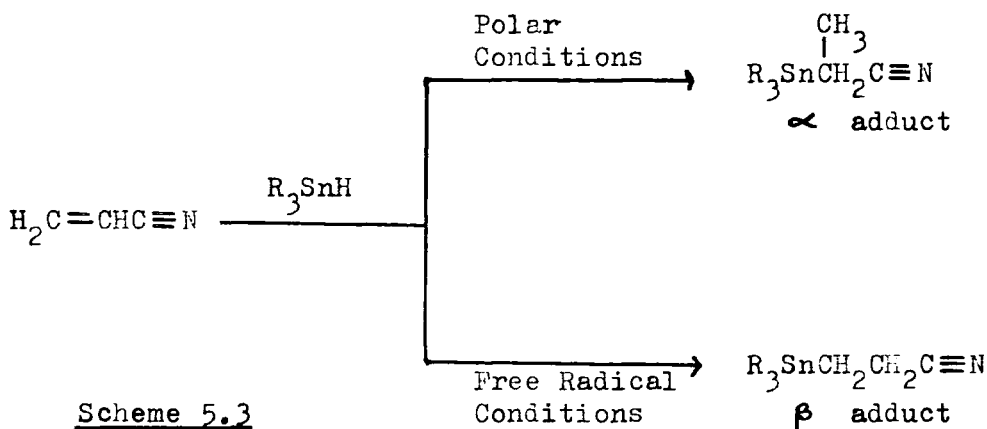 Polar
Conditions
CH₃
R₃SnCH₂C≡N
α adduct
R₃SnH
H₂C=CHC≡N
Free Radical
Conditions
R₃SnCH₂CH₂C≡N
β adduct
Scheme 5.3